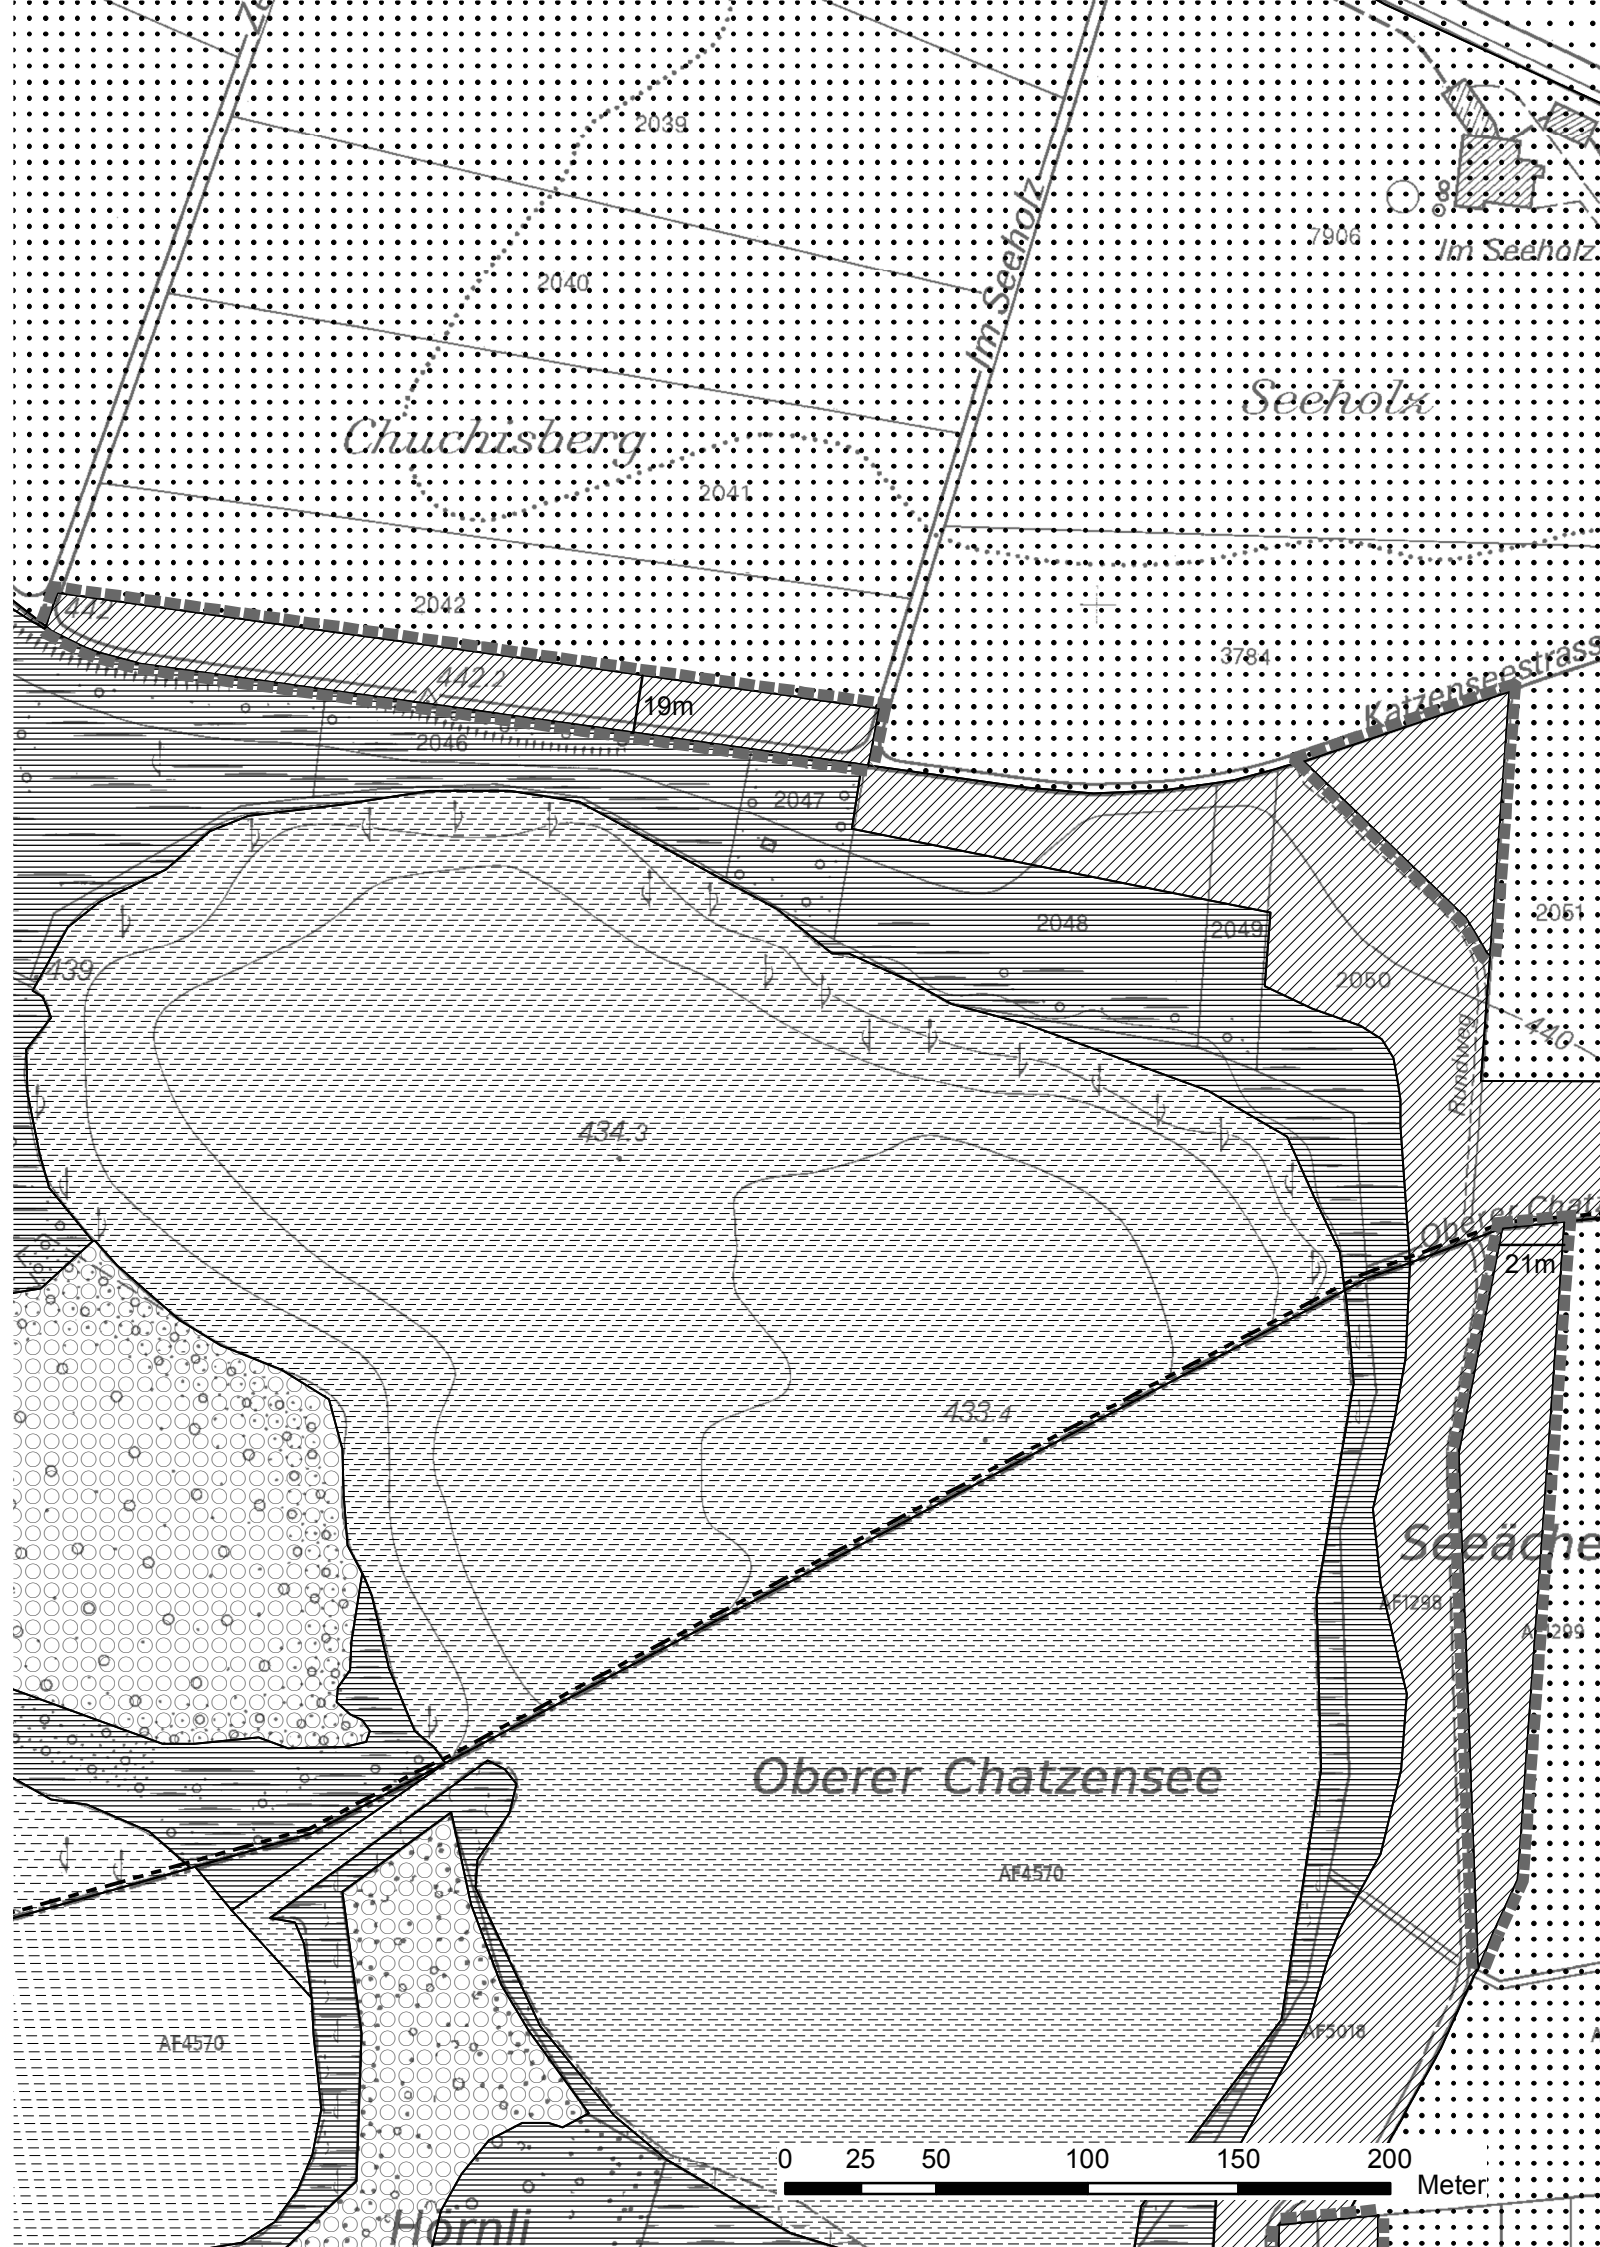 2039
Im Seeholz
7906
Im Seeholz
2040
Seeholz
Chuchisberg
2041
442
2042
3784
Katzenseestrass
442.2
19m
2046
2047
2051
2048
2049
439
2050
440
Rundweg
434.3
Oberer Chatz
21m
433.4
Seeäche
AF1298
Oberer Chatzensee
AF4570
AF5018
AF4570
0 25 50 100 150 200
Meter
Hörnli